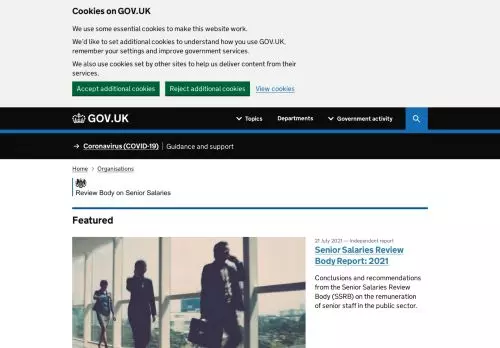 Cookies on GOV.UK
We use some essential cookies to make this website work.
We'd like to set additional cookies to understand how you use GOV.UK,
remember your settings and improve government services.
We also use cookies set by other sites to help us deliver content from their
services.
Accept additional cookies Reject additional cookies View cookies
GOV.UK Topics Departments Government activity
Coronavirus (COVID-19) Guidance and support
Home Organisations
Review Body on Senior Salaries
Featured
21 July 2021 — Independent report
Senior Salaries Review
Body Report: 2021
Conclusions and recommendations
from the Senior Salaries Review
Body (SSRB) on the remuneration
of senior staff in the public sector.